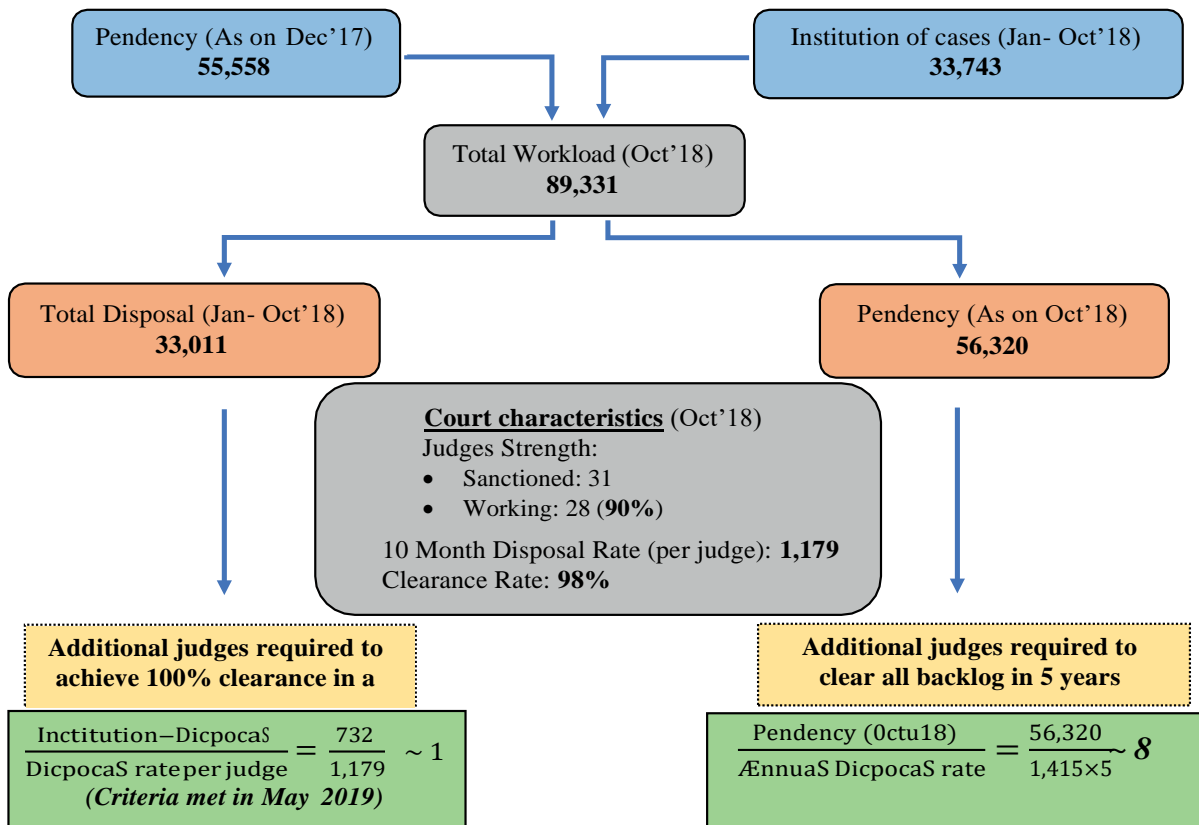 Pendency (As on Dec’17)
55,558
Institution of cases (Jan- Oct’18)
33,743
Total Workload (Oct’18)
89,331
Total Disposal (Jan- Oct’18)
33,011
Pendency (As on Oct’18)
56,320
Court characteristics (Oct’18)
Judges Strength:
• Sanctioned: 31
• Working: 28 (90%)
10 Month Disposal Rate (per judge): 1,179
Clearance Rate: 98%
Additional judges required to
achieve 100% clearance in a
Inctitution−DicpocaS
DicpocaS rate per judge
=
732
1,179
~ 1
(Criteria met in May 2019)
Additional judges required to
clear all backlog in 5 years
Pendency (0ctu18)
ÆnnuaS DicpocaS rate
=
56,320
1,415×5
~ 8